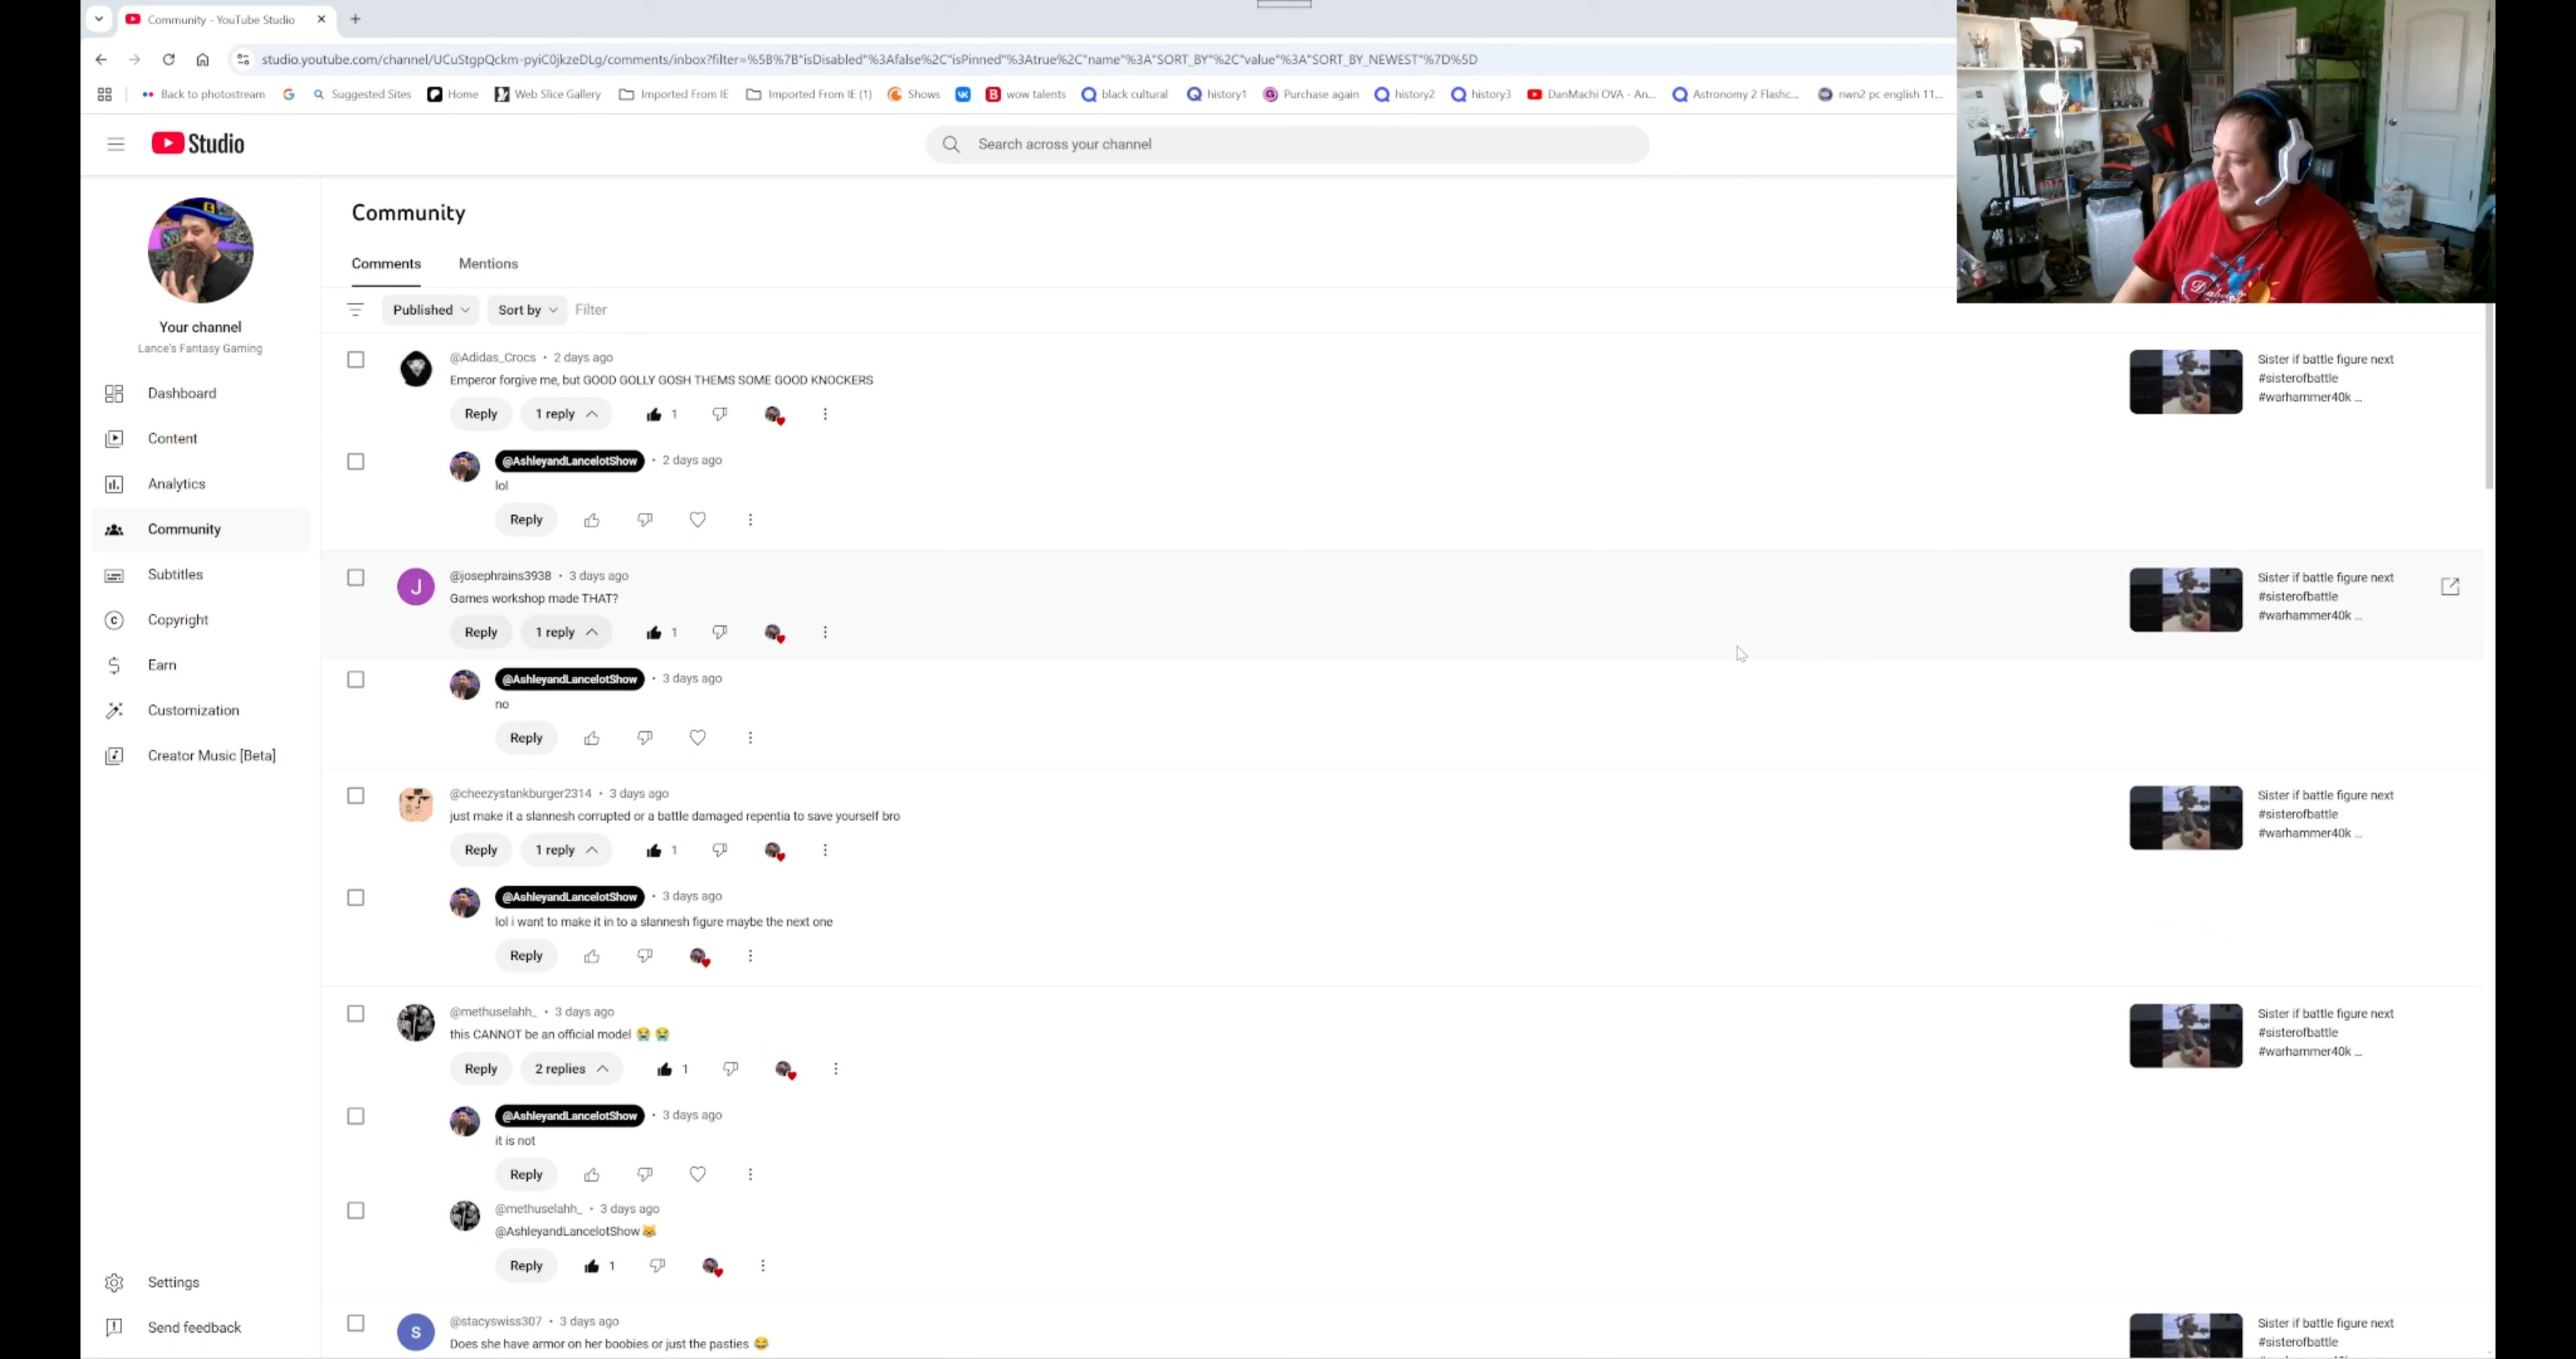 Community - YouTube Studio
studio.youtube.com/channel/UCuStgpQckm-pyiC0jkzeDLg/comments/inbox?filter=%5B%7B"isDisabled"%3Afalse%2C"isPinned"%3Atrue%2C"name"%3A"SORT_BY"%2C"value"%3A"SORT_BY_NEWEST"%7D%5D
Back to photostream Suggested Sites Home Web Slice Gallery Imported From IE Imported From IE (1) Shows wow talents black cultural history1 Purchase again history2 history3 DanMachi OVA - An... Astronomy 2 Flashc... nwn2 pc english 11...
Studio
Search across your channel
Your channel
Lance's Fantasy Gaming
Dashboard
Content
Analytics
Community
Subtitles
Copyright
Earn
Customization
Creator Music [Beta]
Settings
Send feedback
Community
Comments Mentions
Published Sort by Filter
@Adidas_Crocs • 2 days ago
Emperor forgive me, but GOOD GOLLY GOSH THEMS SOME GOOD KNOCKERS
Reply 1 reply 1
Sister if battle figure next
#sisterofbattle
#warhammer40k ...
@AshleyandLancelotShow • 2 days ago
lol
Reply
@josephrains3938 • 3 days ago
Games workshop made THAT?
Reply 1 reply 1
Sister if battle figure next
#sisterofbattle
#warhammer40k ...
@AshleyandLancelotShow • 3 days ago
no
Reply
@cheezystankburger2314 • 3 days ago
just make it a slannesh corrupted or a battle damaged repentia to save yourself bro
Reply 1 reply 1
Sister if battle figure next
#sisterofbattle
#warhammer40k ...
@AshleyandLancelotShow • 3 days ago
lol i want to make it in to a slannesh figure maybe the next one
Reply
@methuselahh_ • 3 days ago
this CANNOT be an official model 😭 😭
Reply 2 replies 1
Sister if battle figure next
#sisterofbattle
#warhammer40k ...
@AshleyandLancelotShow • 3 days ago
it is not
Reply
@methuselahh_ • 3 days ago
@AshleyandLancelotShow 😹
Reply 1
@stacyswiss307 • 3 days ago
Does she have armor on her boobies or just the pasties 😂
Sister if battle figure next
#sisterofbattle